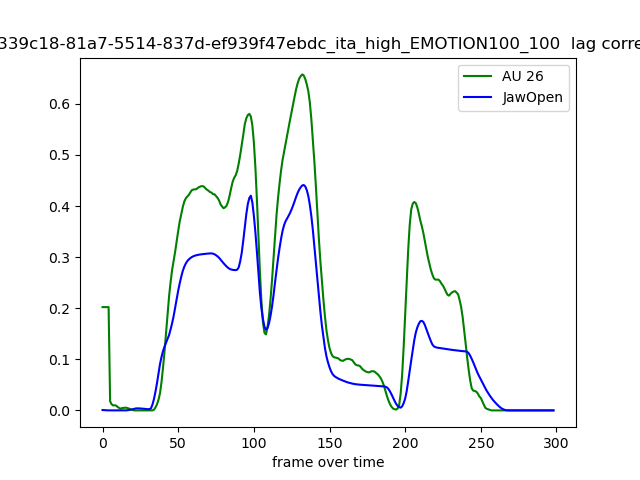 339c18-81a7-5514-837d-ef939f47ebdc_ita_high_EMOTION100_100  lag corre
AU 26
JawOpen
0.6
0.5
0.4
0.3
0.2
0.1
0.0
0 50 100 150 200 250 300
frame over time